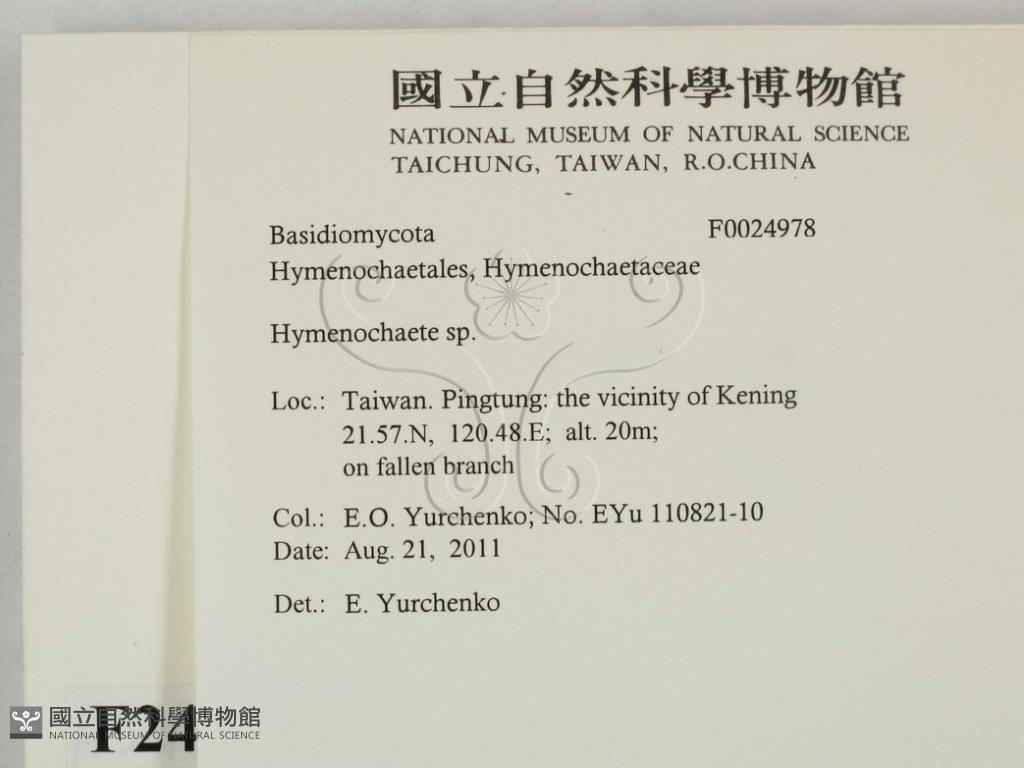 國立自然科學博物館
NATIONAL MUSEUM OF NATURAL SCIENCE
TAICHUNG, TAIWAN, R.O.CHINA
Basidiomycota F0024978
Hymenochaetales, Hymenochaetaceae
Hymenochaete sp.
Loc.: Taiwan. Pingtung: the vicinity of Kening
21.57.N, 120.48.E; alt. 20m;
on fallen branch
Col.: E.O. Yurchenko; No. EYu 110821-10
Date: Aug. 21, 2011
Det.: E. Yurchenko
F24
國立自然科學博物館
NATIONAL MUSEUM OF NATURAL SCIENCE